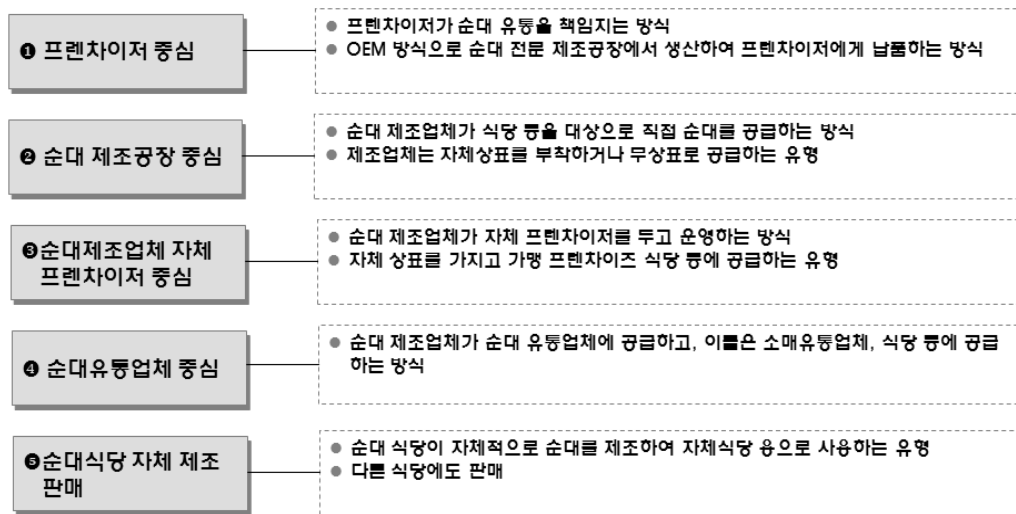 ❶ 프렌차이저 중심
● 프렌차이저가 순대 유통을 책임지는 방식
● OEM 방식으로 순대 전문 제조공장에서 생산하여 프렌차이저에게 납품하는 방식
❷ 순대 제조공장 중심
● 순대 제조업체가 식당 등을 대상으로 직접 순대를 공급하는 방식
● 제조업체는 자체상표를 부착하거나 무상표로 공급하는 유형
❸순대제조업체 자체
프렌차이저 중심
● 순대 제조업체가 자체 프렌차이저를 두고 운영하는 방식
● 자체 상표를 가지고 가맹 프렌차이즈 식당 등에 공급하는 유형
❹ 순대유통업체 중심
● 순대 제조업체가 순대 유통업체에 공급하고, 이들은 소매유통업체, 식당 등에 공급
하는 방식
❺순대식당 자체 제조
판매
● 순대 식당이 자체적으로 순대를 제조하여 자체식당 용으로 사용하는 유형
● 다른 식당에도 판매